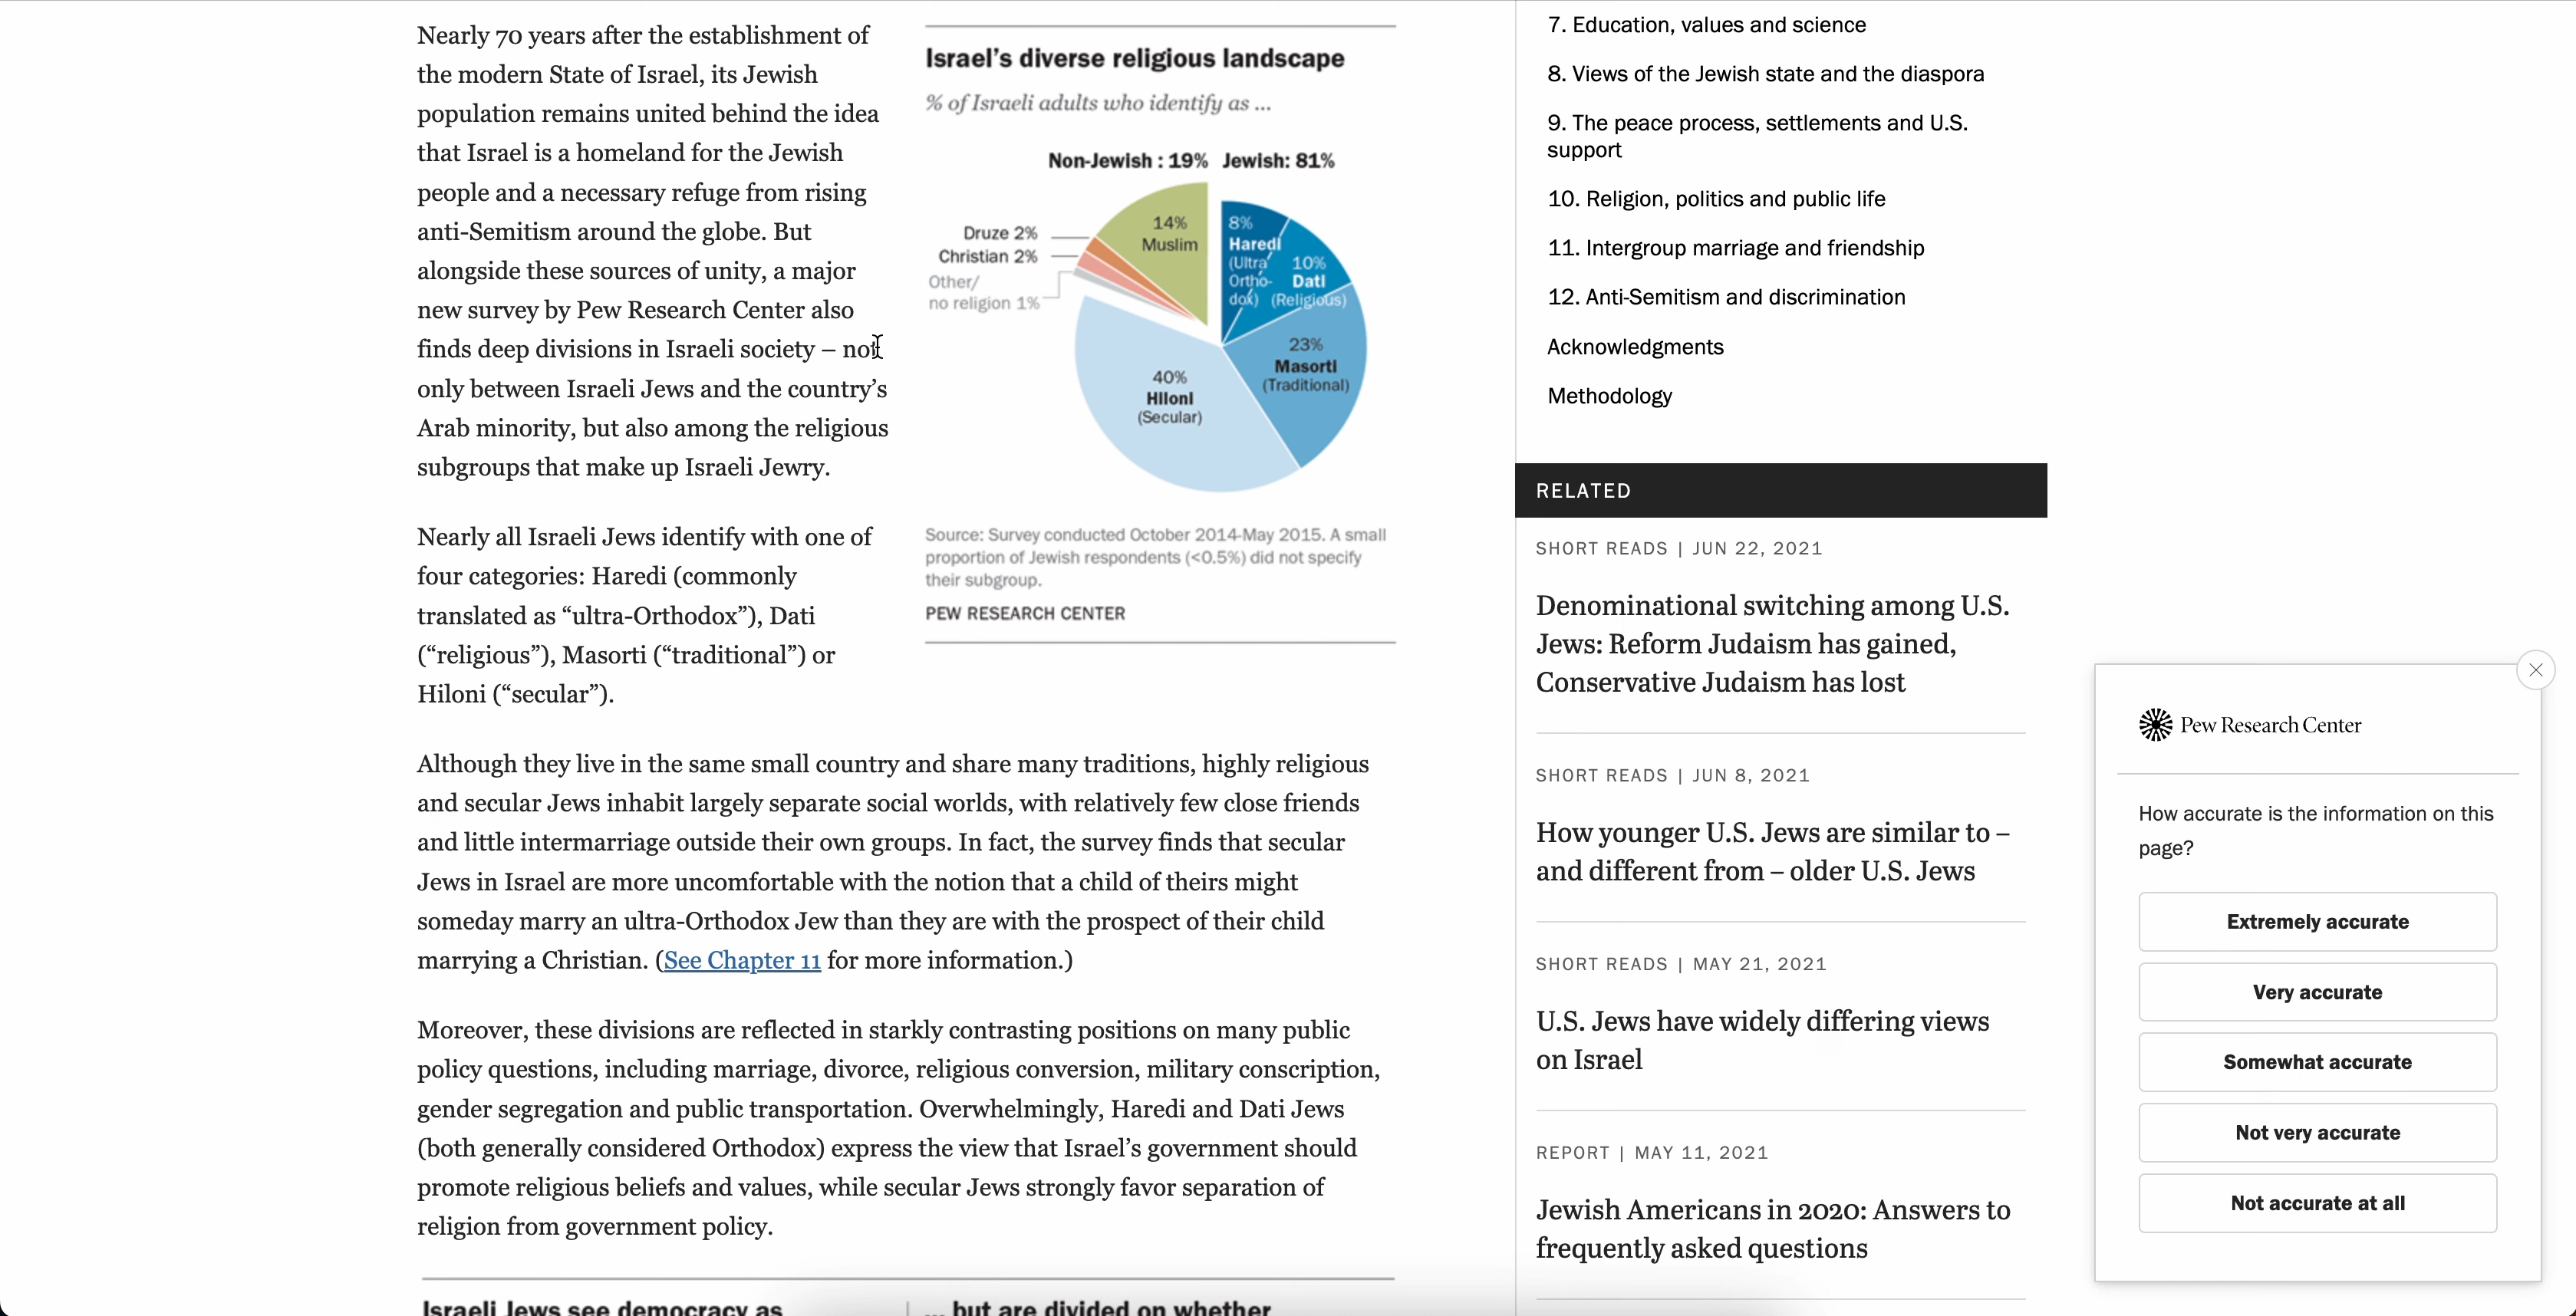 Nearly 70 years after the establishment of
the modern State of Israel, its Jewish
population remains united behind the idea
that Israel is a homeland for the Jewish
people and a necessary refuge from rising
anti-Semitism around the globe. But
alongside these sources of unity, a major
new survey by Pew Research Center also
finds deep divisions in Israeli society – not
only between Israeli Jews and the country’s
Arab minority, but also among the religious
subgroups that make up Israeli Jewry.
Nearly all Israeli Jews identify with one of
four categories: Haredi (commonly
translated as “ultra-Orthodox”), Dati
(“religious”), Masorti (“traditional”) or
Hiloni (“secular”).
Israel’s diverse religious landscape
% of Israeli adults who identify as ...
Non-Jewish : 19% Jewish: 81%
14%
Muslim
Druze 2%
Christian 2%
Other/
no religion 1%
8%
Haredi
(Ultra
Ortho-
dox)
10%
Dati
(Religious)
23%
Masorti
(Traditional)
40%
Hiloni
(Secular)
Source: Survey conducted October 2014-May 2015. A small
proportion of Jewish respondents (<0.5%) did not specify
their subgroup.
PEW RESEARCH CENTER
Although they live in the same small country and share many traditions, highly religious
and secular Jews inhabit largely separate social worlds, with relatively few close friends
and little intermarriage outside their own groups. In fact, the survey finds that secular
Jews in Israel are more uncomfortable with the notion that a child of theirs might
someday marry an ultra-Orthodox Jew than they are with the prospect of their child
marrying a Christian. (See Chapter 11 for more information.)
Moreover, these divisions are reflected in starkly contrasting positions on many public
policy questions, including marriage, divorce, religious conversion, military conscription,
gender segregation and public transportation. Overwhelmingly, Haredi and Dati Jews
(both generally considered Orthodox) express the view that Israel’s government should
promote religious beliefs and values, while secular Jews strongly favor separation of
religion from government policy.
Israeli Jews see democracy as
... but are divided on whether
7. Education, values and science
8. Views of the Jewish state and the diaspora
9. The peace process, settlements and U.S.
support
10. Religion, politics and public life
11. Intergroup marriage and friendship
12. Anti-Semitism and discrimination
Acknowledgments
Methodology
RELATED
SHORT READS | JUN 22, 2021
Denominational switching among U.S.
Jews: Reform Judaism has gained,
Conservative Judaism has lost
SHORT READS | JUN 8, 2021
How younger U.S. Jews are similar to –
and different from – older U.S. Jews
SHORT READS | MAY 21, 2021
U.S. Jews have widely differing views
on Israel
REPORT | MAY 11, 2021
Jewish Americans in 2020: Answers to
frequently asked questions
Pew Research Center
How accurate is the information on this
page?
Extremely accurate
Very accurate
Somewhat accurate
Not very accurate
Not accurate at all